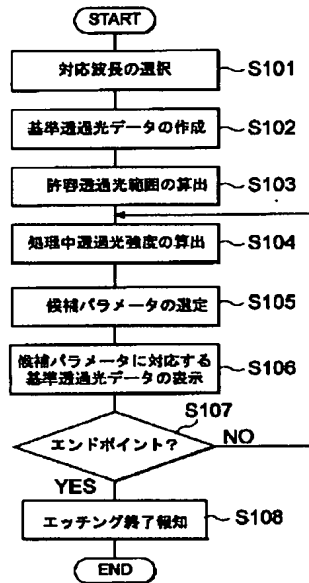 START
対応波長の選択
S101
基準透過光データの作成
S102
許容透過光範囲の算出
S103
処理中透過光強度の算出
S104
候補パラメータの選定
S105
候補パラメータに対応する
基準透過光データの表示
S106
S107
エンドポイント?
NO
YES
エッチング終了報知
S108
END